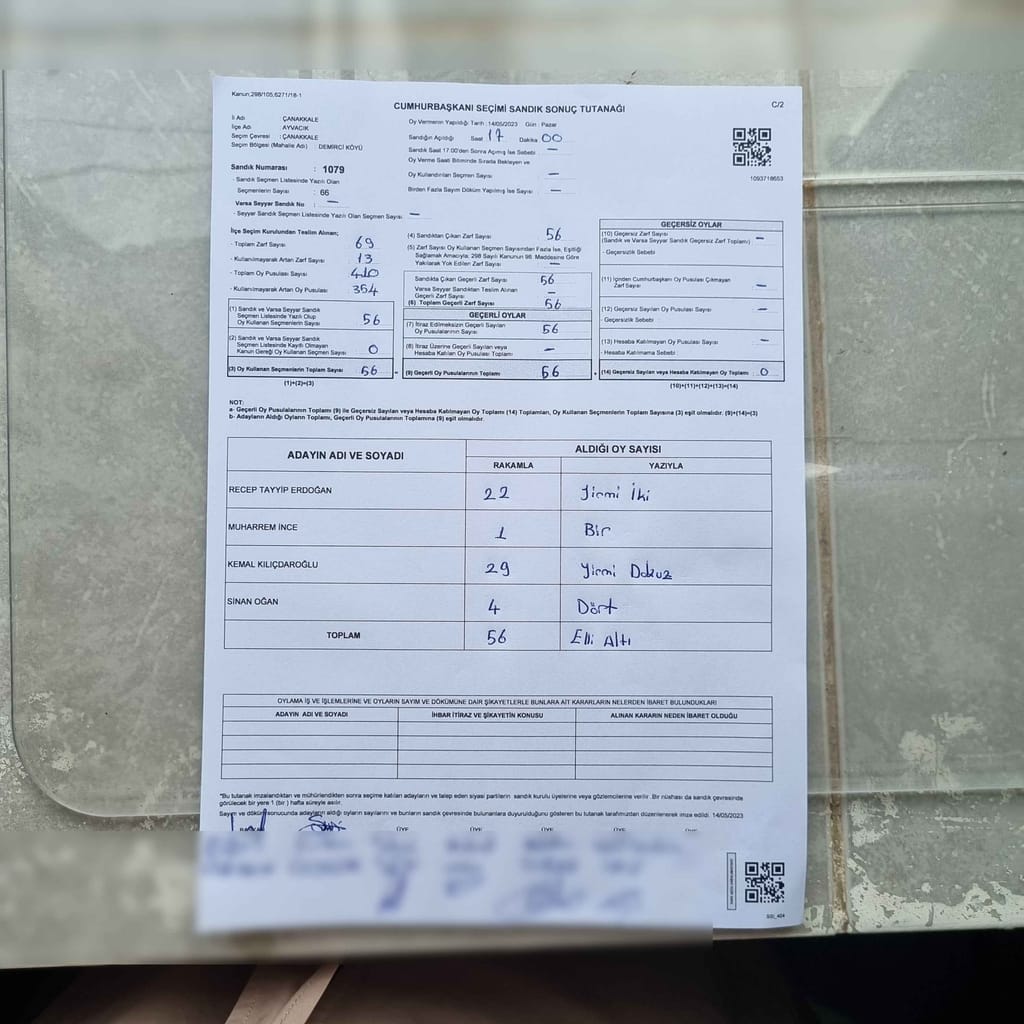 Kanun:298/105,6271/18-1
C/2
CUMHURBAŞKANI SEÇİMİ SANDIK SONUÇ TUTANAĞI
İl Adı : ÇANAKKALE
İlçe Adı : AYVACIK
Seçim Çevresi : ÇANAKKALE
Seçim Bölgesi (Mahalle Adı) : DEMİRCİ KÖYÜ
Sandık Numarası : 1079
- Sandık Seçmen Listesinde Yazılı Olan
Seçmenlerin Sayısı : 66
Varsa Seyyar Sandık No : —
- Seyyar Sandık Seçmen Listesinde Yazılı Olan Seçmen Sayısı : —
Oy Vermenin Yapıldığı Tarih :14/05/2023 Gün : Pazar
Sandığın Açıldığı Saat 17 Dakika 00
Sandık Saat 17.00'den Sonra Açılmış İse Sebebi : —
Oy Verme Saati Bitiminde Sırada Bekleyen ve
Oy Kullandırılan Seçmen Sayısı : —
Birden Fazla Sayım Döküm Yapılmış İse Sayısı : —
1093718653
İlçe Seçim Kurulundan Teslim Alınan;
- Toplam Zarf Sayısı : 69
- Kullanılmayarak Artan Zarf Sayısı : 13
- Toplam Oy Pusulası Sayısı : 410
- Kullanılmayarak Artan Oy Pusulası : 354
(1) Sandık ve Varsa Seyyar Sandık
Seçmen Listesinde Yazılı Olup
Oy Kullanan Seçmenlerin Sayısı : 56
(2) Sandık ve Varsa Seyyar Sandık
Seçmen Listesinde Kayıtlı Olmayan
Kanun Gereği Oy Kullanan Seçmen Sayısı : 0
(3) Oy Kullanan Seçmenlerin Toplam Sayısı : 56
(1)+(2)=(3)
(4) Sandıktan Çıkan Zarf Sayısı : 56
(5) Zarf Sayısı Oy Kullanan Seçmen Sayısından Fazla İse, Eşitliği
Sağlamak Amacıyla; 298 Sayılı Kanunun 98. Maddesine Göre
Yakılarak Yok Edilen Zarf Sayısı : —
Sandıkta Çıkan Geçerli Zarf Sayısı : 56
Varsa Seyyar Sandıktan Teslim Alınan
Geçerli Zarf Sayısı : —
(6) Toplam Geçerli Zarf Sayısı : 56
GEÇERLİ OYLAR
(7) İtiraz Edilmeksizin Geçerli Sayılan
Oy Pusulalarının Sayısı : 56
(8) İtiraz Üzerine Geçerli Sayılan veya
Hesaba Katılan Oy Pusulası Toplamı : —
(9) Geçerli Oy Pusulalarının Toplamı : 56
GEÇERSİZ OYLAR
(10) Geçersiz Zarf Sayısı : —
(Sandık ve Varsa Seyyar Sandık Geçersiz Zarf Toplamı)
- Geçersizlik Sebebi :
(11) İçinden Cumhurbaşkanı Oy Pusulası Çıkmayan
Zarf Sayısı : —
(12) Geçersiz Sayılan Oy Pusulası Sayısı : —
- Geçersizlik Sebebi :
(13) Hesaba Katılmayan Oy Pusulası Sayısı : —
- Hesaba Katılmama Sebebi :
(14) Geçersiz Sayılan veya Hesaba Katılmayan Oy Toplamı : 0
(10)+(11)+(12)+(13)=(14)
NOT:
a- Geçerli Oy Pusulalarının Toplamı (9) ile Geçersiz Sayılan veya Hesaba Katılmayan Oy Toplamı (14) Toplamları, Oy Kullanan Seçmenlerin Toplam Sayısına (3) eşit olmalıdır. (9)+(14)=(3)
b- Adayların Aldığı Oyların Toplamı, Geçerli Oy Pusulalarının Toplamına (9) eşit olmalıdır.
ADAYIN ADI VE SOYADI ALDIĞI OY SAYISI
RAKAMLA YAZIYLA
RECEP TAYYİP ERDOĞAN 22 Yirmi İki
MUHARREM İNCE 1 Bir
KEMAL KILIÇDAROĞLU 29 Yirmi Dokuz
SİNAN OĞAN 4 Dört
TOPLAM 56 Elli Altı
OYLAMA İŞ VE İŞLEMLERİNE VE OYLARIN SAYIM VE DÖKÜMÜNE DAİR ŞİKAYETLERLE BUNLARA AİT KARARLARIN NELERDEN İBARET BULUNDUKLARI
ADAYIN ADI VE SOYADI İHBAR İTİRAZ VE ŞİKAYETİN KONUSU ALINAN KARARIN NEDEN İBARET OLDUĞU
*Bu tutanak imzalandıktan ve mühürlendikten sonra seçime katılan adayların ve talep eden siyasi partilerin sandık kurulu üyelerine veya gözlemcilerine verilir. Bir nüshası da sandık çevresinde
görülecek bir yere 1 (bir ) hafta süreyle asılır.
Sayım ve döküm sonucunda adayların aldığı oyların sayılarını ve bunların sandık çevresinde bulunanlara duyurulduğunu gösteren bu tutanak tarafımızdan düzenlenerek imza edildi. 14/05/2023
ÜYE ÜYE ÜYE ÜYE ÜYE